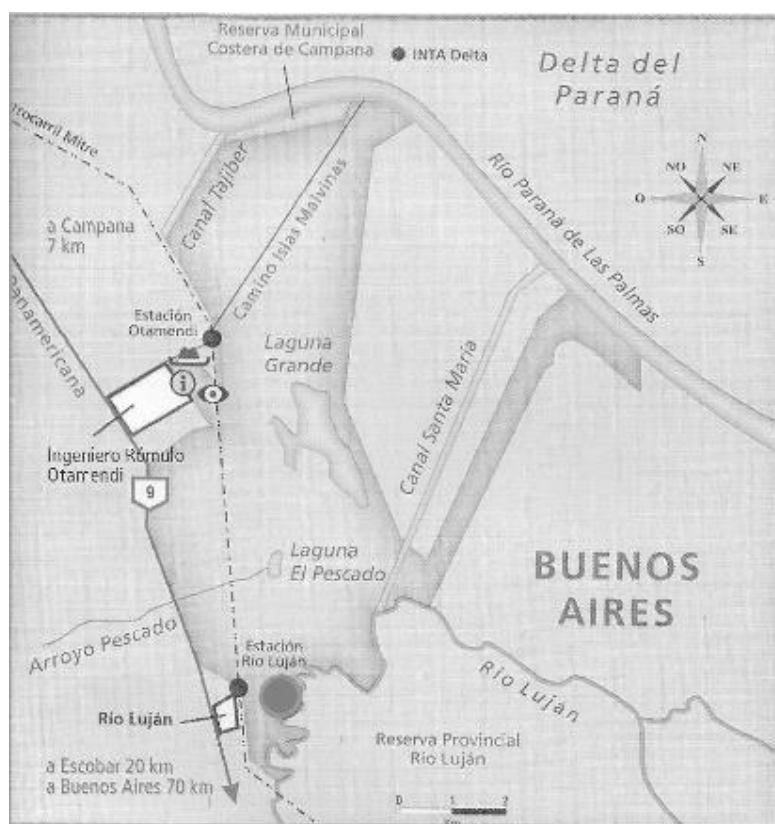 Reserva Municipal
Costera de Campana
INTA Delta
Delta del
Paraná
rrocarril Mitre
Canal Tajiber
Camino Islas Malvinas
Río Paraná de Las Palmas
N
NO
NE
O
E
SO
SE
S
a Campana
7 km
Panamericana
Estación
Otamendi
Laguna
Grande
i
Canal Santa María
Ingeniero Rómulo
Otamendi
9
Laguna
El Pescado
BUENOS
AIRES
Arroyo Pescado
Estación
Río Luján
Río Luján
Río Luján
Reserva Provincial
Río Luján
a Escobar 20 km
a Buenos Aires 70 km
0 1 2